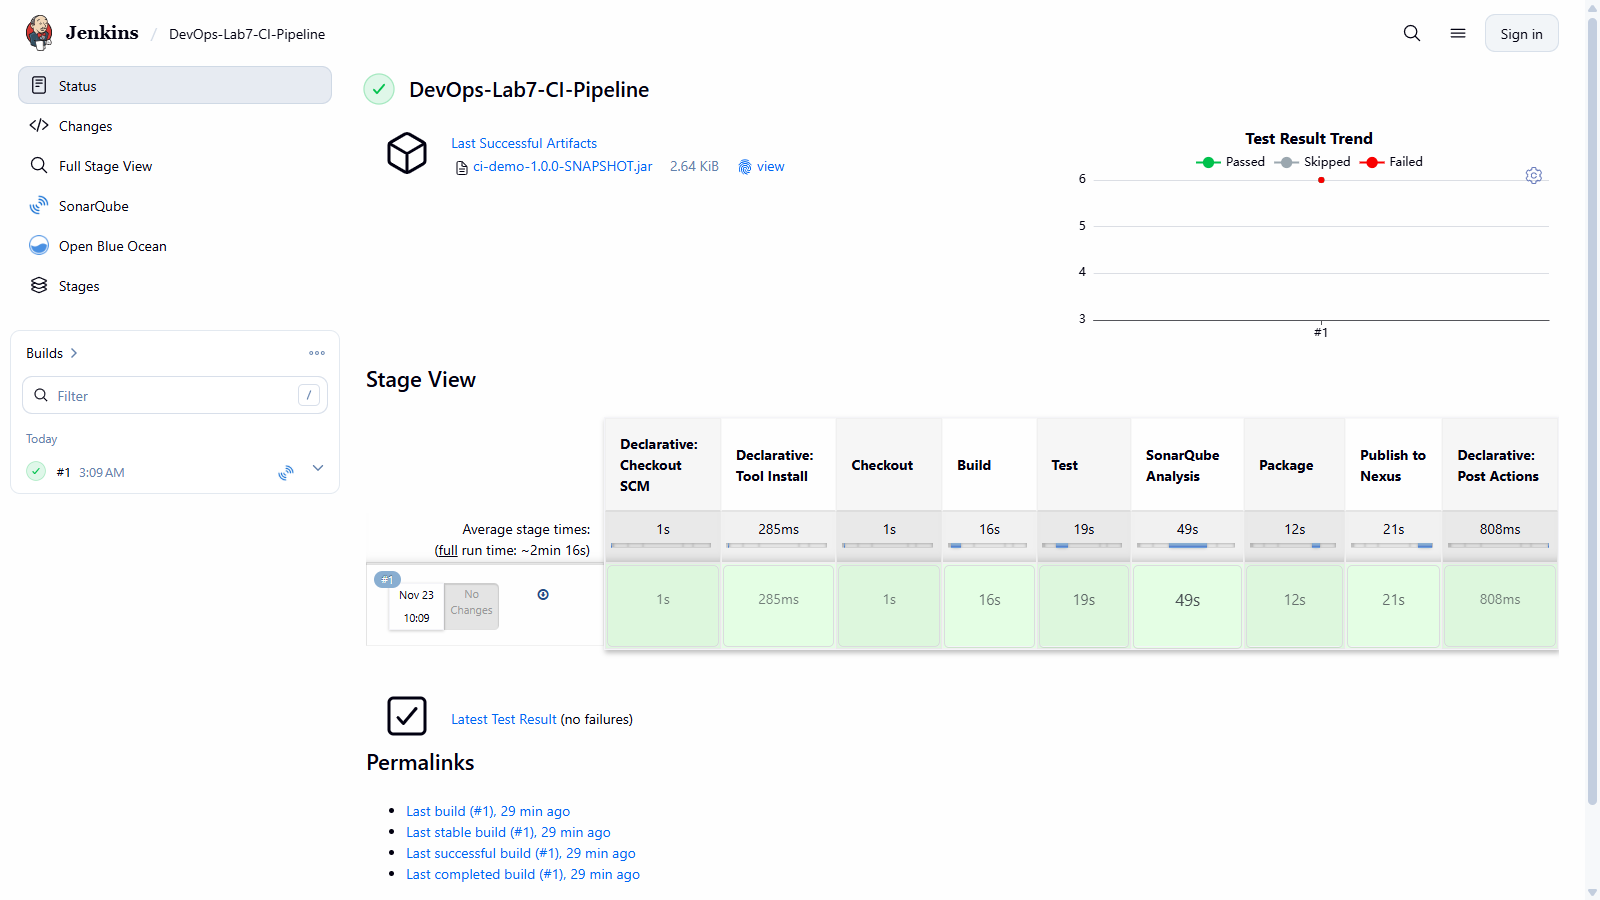 Jenkins / DevOps-Lab7-CI-Pipeline
Sign in
Status
Changes
Full Stage View
SonarQube
Open Blue Ocean
Stages
Builds
Filter /
Today
#1 3:09 AM
DevOps-Lab7-CI-Pipeline
Last Successful Artifacts
ci-demo-1.0.0-SNAPSHOT.jar 2.64 KiB view
Test Result Trend
Passed Skipped Failed
6
5
4
3
#1
Stage View
Declarative: Checkout SCM
Declarative: Tool Install
Checkout
Build
Test
SonarQube Analysis
Package
Publish to Nexus
Declarative: Post Actions
Average stage times:
(full run time: ~2min 16s)
1s 285ms 1s 16s 19s 49s 12s 21s 808ms
#1
Nov 23
10:09
No Changes
1s 285ms 1s 16s 19s 49s 12s 21s 808ms
Latest Test Result (no failures)
Permalinks
Last build (#1), 29 min ago
Last stable build (#1), 29 min ago
Last successful build (#1), 29 min ago
Last completed build (#1), 29 min ago